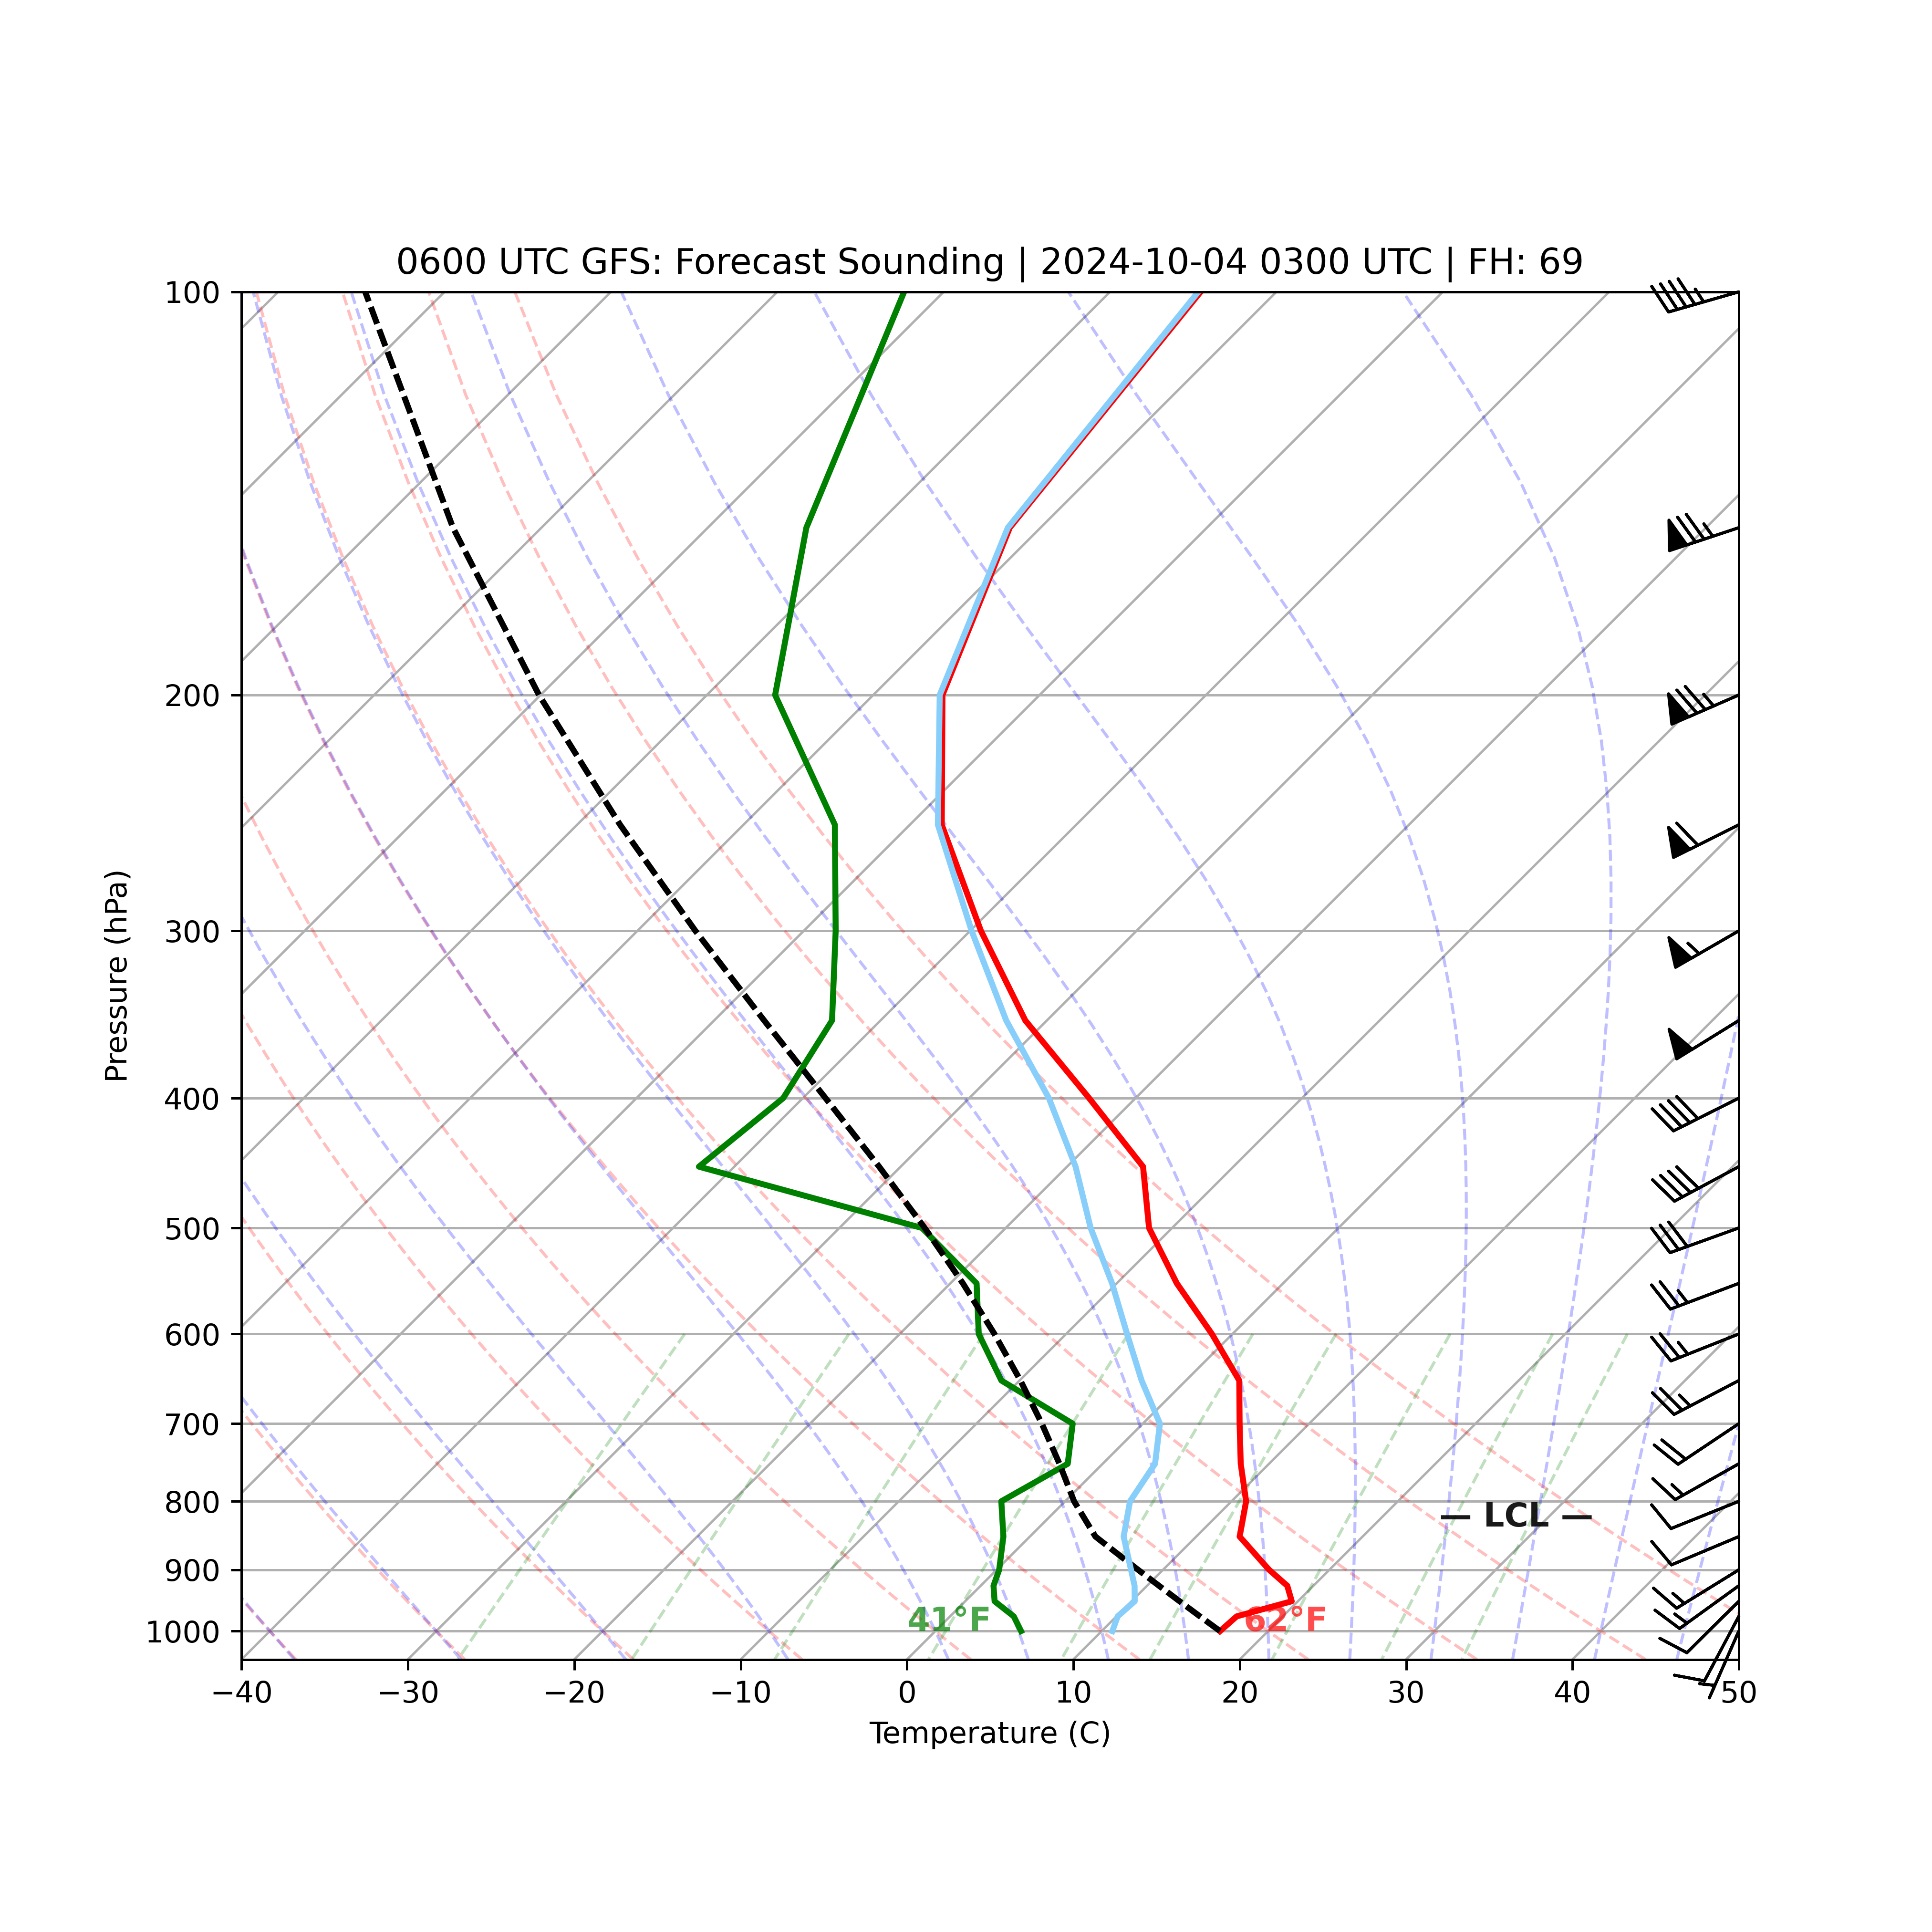 0600 UTC GFS: Forecast Sounding | 2024-10-04 0300 UTC | FH: 69
100
200
300
400
500
600
700
800
900
1000
Pressure (hPa)
LCL
41°F
62°F
−40 −30 −20 −10 0 10 20 30 40 50
Temperature (C)